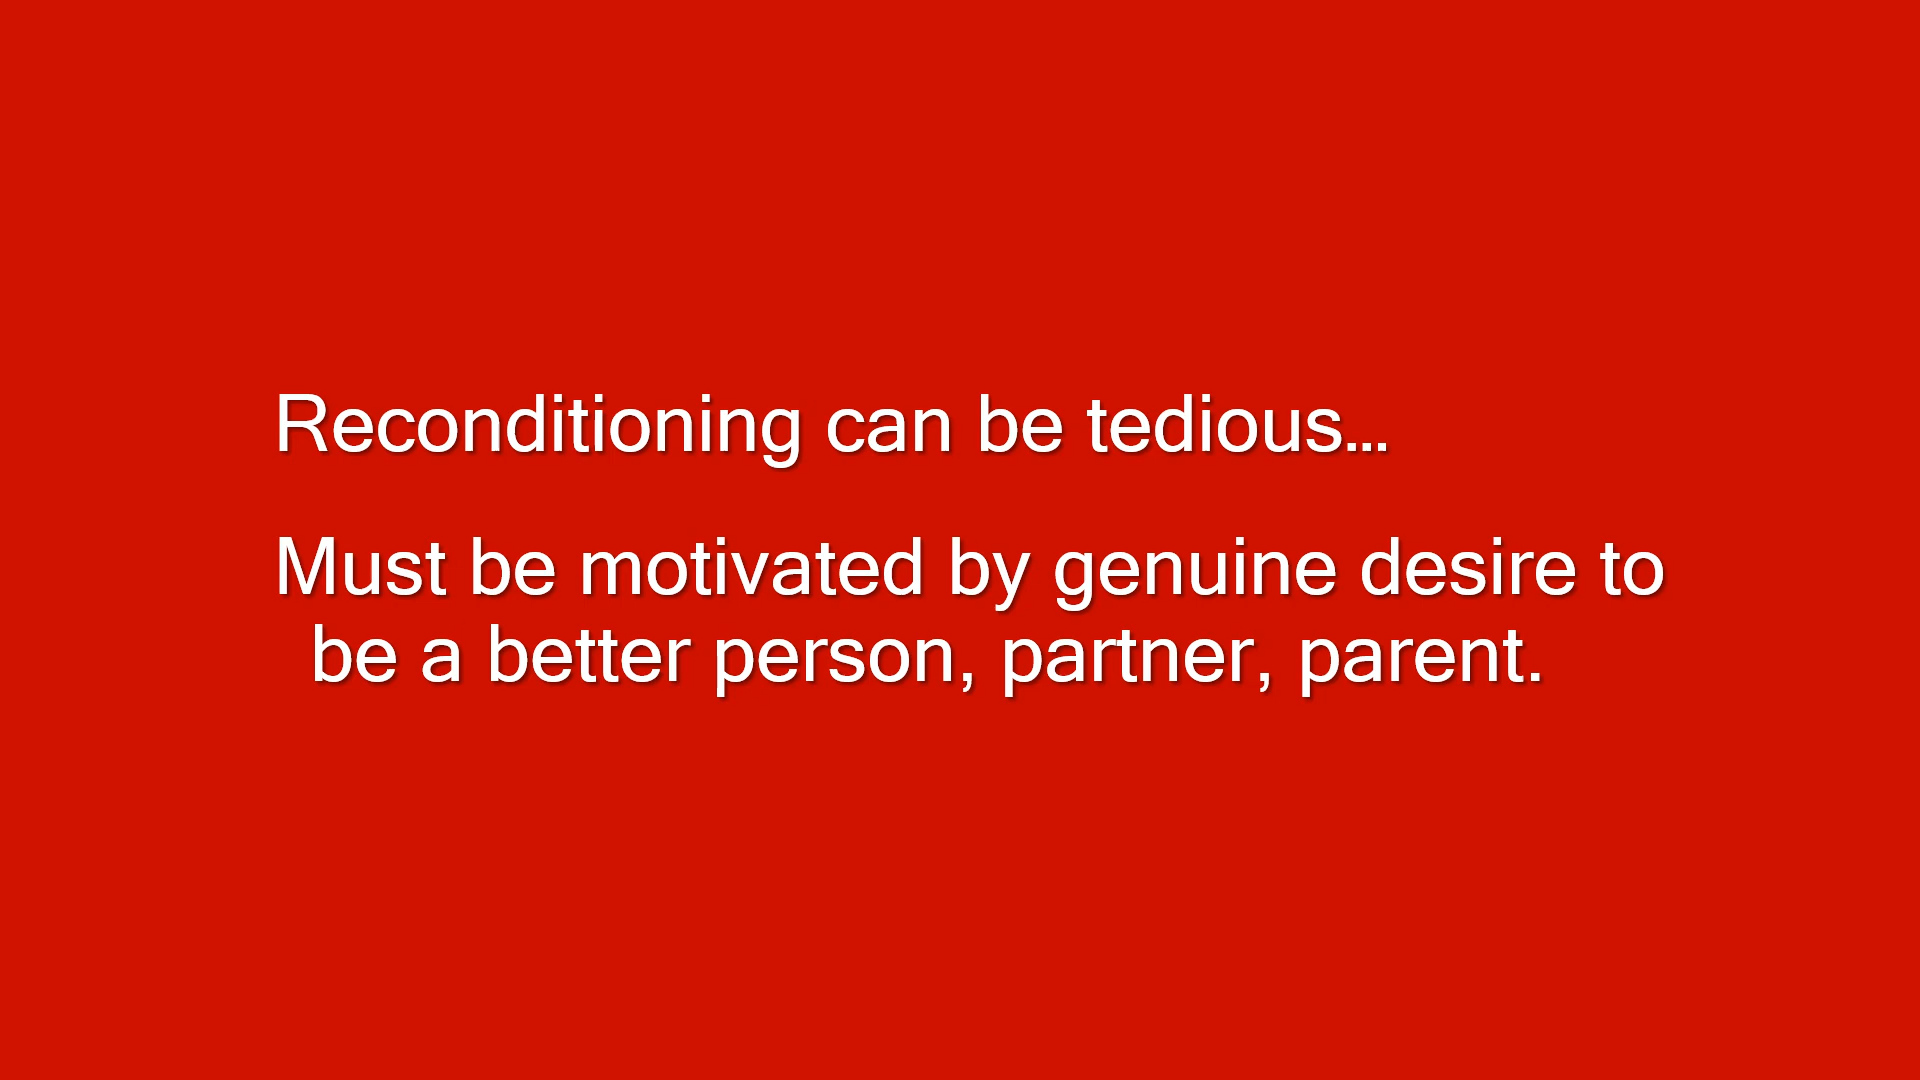 Reconditioning can be tedious...
Must be motivated by genuine desire to
be a better person, partner, parent.